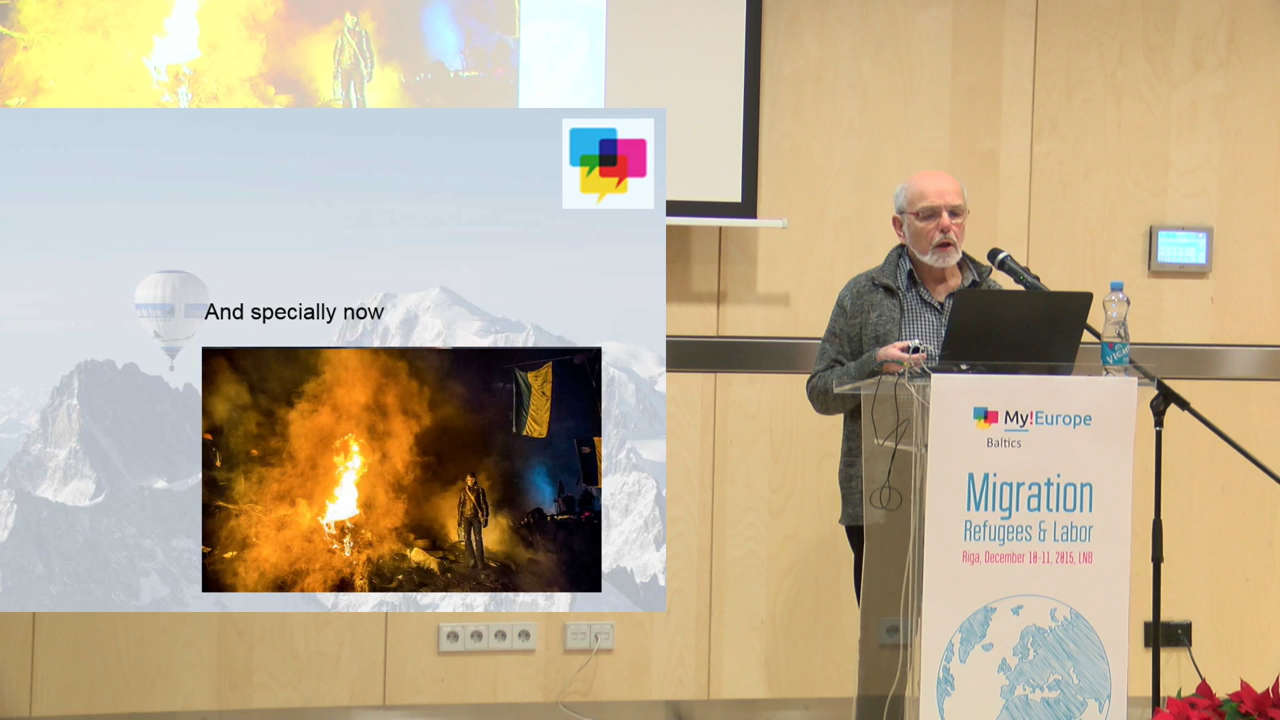 And specially now
My!Europe
Baltics
Migration
Refugees & Labor
Riga, December 10-11, 2015, LNB